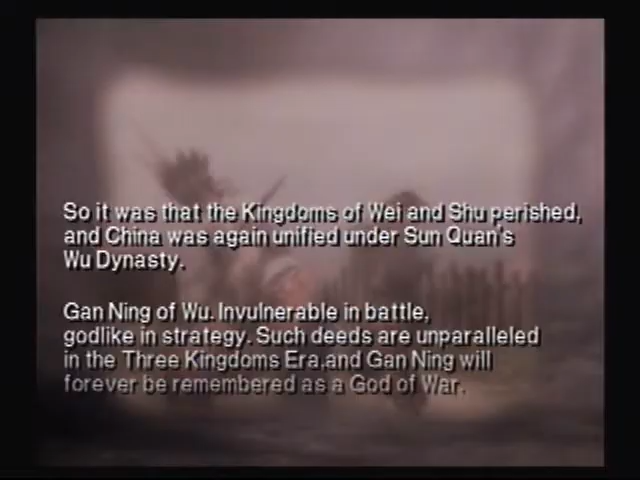 So it was that the Kingdoms of Wei and Shu perished,
and China was again unified under Sun Quan's
Wu Dynasty.
Gan Ning of Wu. Invulnerable in battle,
godlike in strategy. Such deeds are unparalleled
in the Three Kingdoms Era,and Gan Ning will
forever be remembered as a God of War.